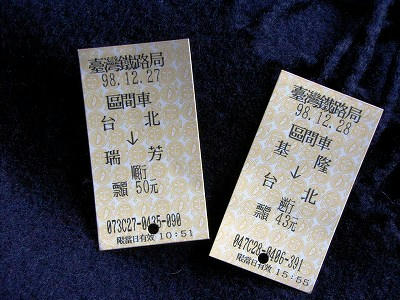 臺灣鐵路局
98.12.27
區間車
台北
↓
瑞芳
順行
票價 50元
073C27-0435-090
限當日有效 10:51
臺灣鐵路局
98.12.28
區間車
基隆
↓
台北
逆行
票價 43元
047C28-0406-391
限當日有效 15:55